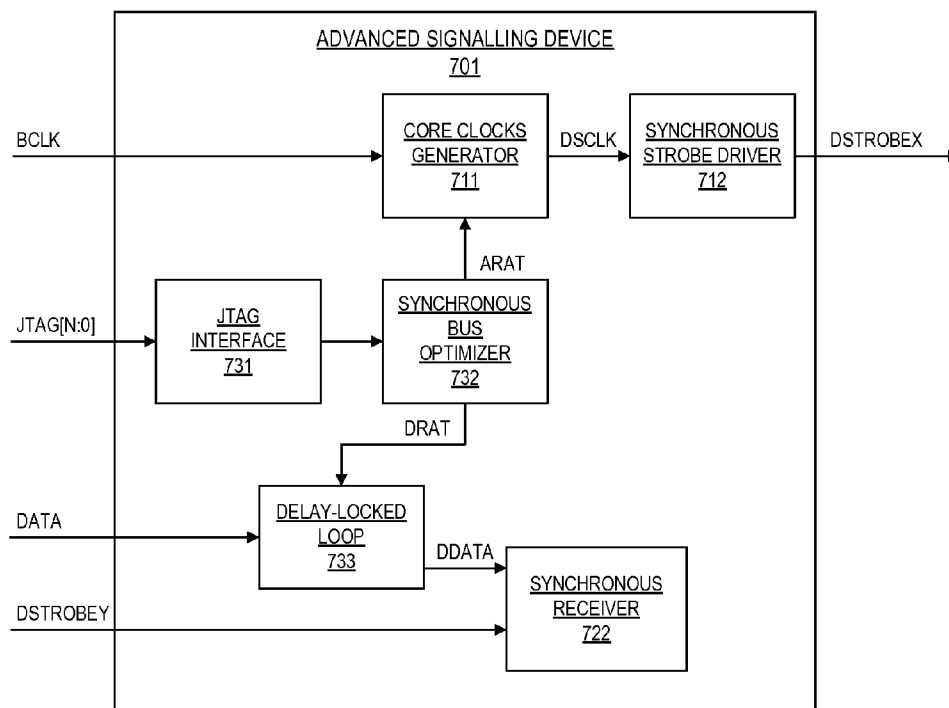 ADVANCED SIGNALLING DEVICE
701
BCLK
CORE CLOCKS
GENERATOR
711
DSCLK
SYNCHRONOUS
STROBE DRIVER
712
DSTROBEX
ARAT
JTAG[N:0]
JTAG
INTERFACE
731
SYNCHRONOUS
BUS
OPTIMIZER
732
DRAT
DATA
DELAY-LOCKED
LOOP
733
DDATA
DSTROBEY
SYNCHRONOUS
RECEIVER
722